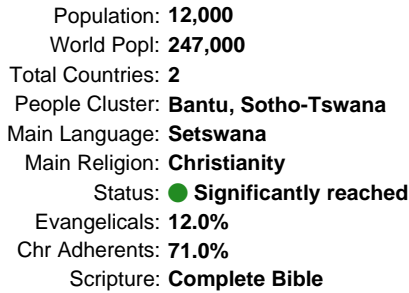 Population: 12,000
World Popl: 247,000
Total Countries: 2
People Cluster: Bantu, Sotho-Tswana
Main Language: Setswana
Main Religion: Christianity
Status: Significantly reached
Evangelicals: 12.0%
Chr Adherents: 71.0%
Scripture: Complete Bible